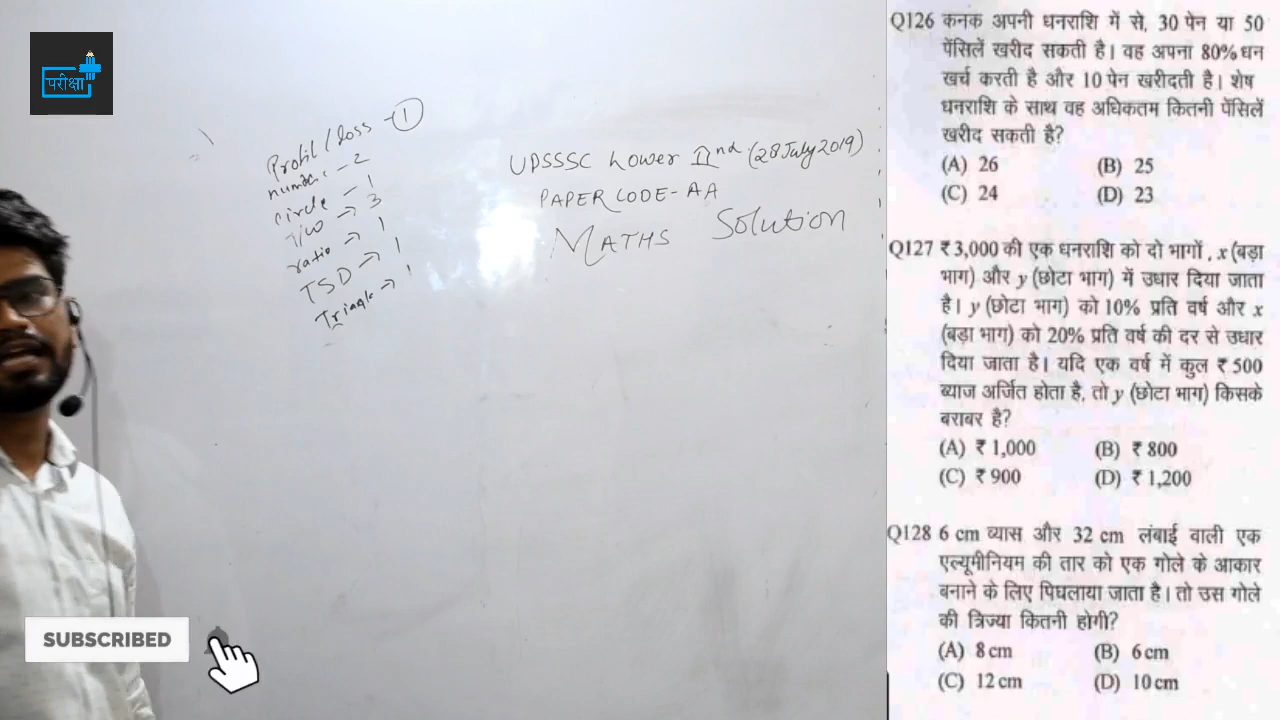 परीक्षा
Profit/Loss - 1
numeric - 2
circle - 1
T/W → 3
ratio → 1
TSD → 1
Triangle → 1
UPSSSC Lower IInd (28 July 2019)
PAPER CODE - AA
MATHS Solution
SUBSCRIBED
Q126 कनक अपनी धनराशि में से, 30 पेन या 50
पेंसिलें खरीद सकती है। वह अपना 80% धन
खर्च करती है और 10 पेन खरीदती है। शेष
धनराशि के साथ वह अधिकतम कितनी पेंसिलें
खरीद सकती है?
(A) 26 (B) 25
(C) 24 (D) 23
Q127 ₹ 3,000 की एक धनराशि को दो भागों, x (बड़ा
भाग) और y (छोटा भाग) में उधार दिया जाता
है। y (छोटा भाग) को 10% प्रति वर्ष और x
(बड़ा भाग) को 20% प्रति वर्ष की दर से उधार
दिया जाता है। यदि एक वर्ष में कुल ₹ 500
ब्याज अर्जित होता है, तो y (छोटा भाग) किसके
बराबर है?
(A) ₹ 1,000 (B) ₹ 800
(C) ₹ 900 (D) ₹ 1,200
Q128 6 cm व्यास और 32 cm लंबाई वाली एक
एल्यूमीनियम की तार को एक गोले के आकार
बनाने के लिए पिघलाया जाता है। तो उस गोले
की त्रिज्या कितनी होगी?
(A) 8 cm (B) 6 cm
(C) 12 cm (D) 10 cm